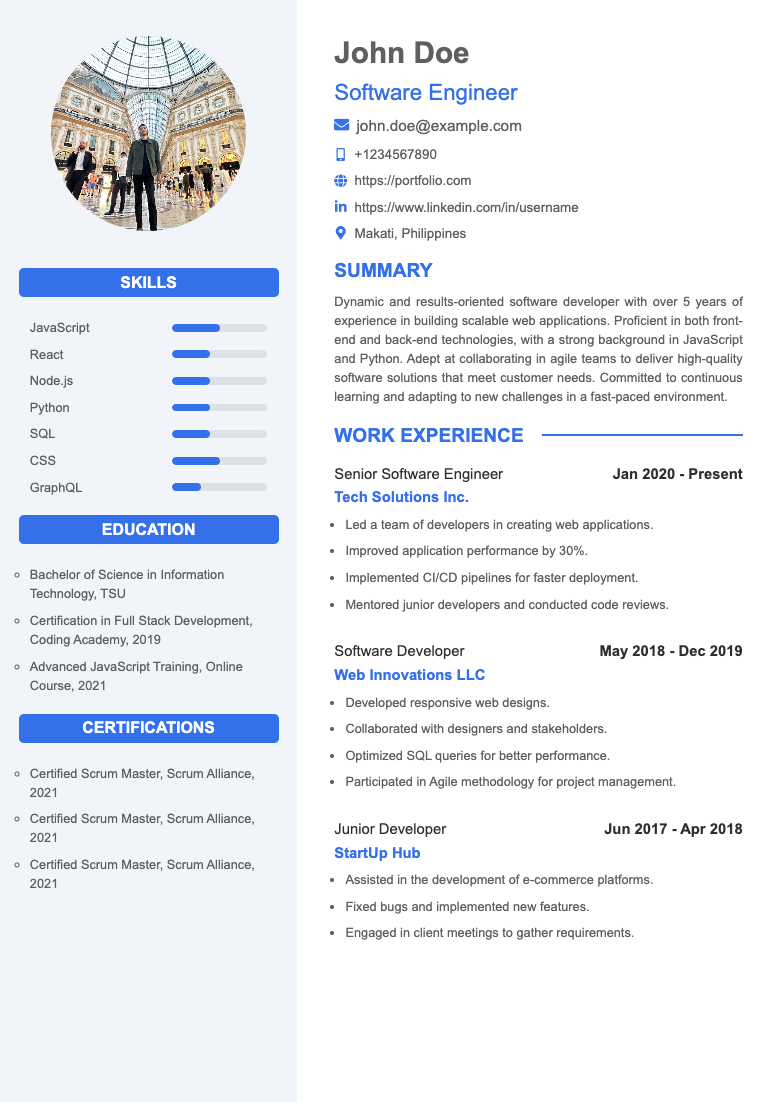 SKILLS
JavaScript
React
Node.js
Python
SQL
CSS
GraphQL
EDUCATION
Bachelor of Science in Information
Technology, TSU
Certification in Full Stack Development,
Coding Academy, 2019
Advanced JavaScript Training, Online
Course, 2021
CERTIFICATIONS
Certified Scrum Master, Scrum Alliance,
2021
Certified Scrum Master, Scrum Alliance,
2021
Certified Scrum Master, Scrum Alliance,
2021
John Doe
Software Engineer
john.doe@example.com
+1234567890
https://portfolio.com
https://www.linkedin.com/in/username
Makati, Philippines
SUMMARY
Dynamic and results-oriented software developer with over 5 years of
experience in building scalable web applications. Proficient in both front-
end and back-end technologies, with a strong background in JavaScript
and Python. Adept at collaborating in agile teams to deliver high-quality
software solutions that meet customer needs. Committed to continuous
learning and adapting to new challenges in a fast-paced environment.
WORK EXPERIENCE
Senior Software Engineer Jan 2020 - Present
Tech Solutions Inc.
Led a team of developers in creating web applications.
Improved application performance by 30%.
Implemented CI/CD pipelines for faster deployment.
Mentored junior developers and conducted code reviews.
Software Developer May 2018 - Dec 2019
Web Innovations LLC
Developed responsive web designs.
Collaborated with designers and stakeholders.
Optimized SQL queries for better performance.
Participated in Agile methodology for project management.
Junior Developer Jun 2017 - Apr 2018
StartUp Hub
Assisted in the development of e-commerce platforms.
Fixed bugs and implemented new features.
Engaged in client meetings to gather requirements.